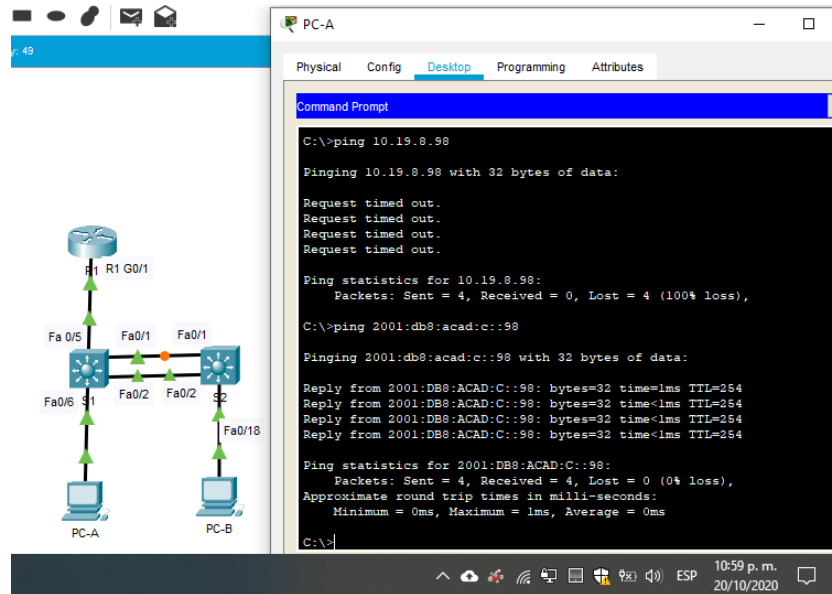 y: 49
PC-A
Physical Config Desktop Programming Attributes
Command Prompt
C:\>ping 10.19.8.98
Pinging 10.19.8.98 with 32 bytes of data:
Request timed out.
Request timed out.
Request timed out.
Request timed out.
Ping statistics for 10.19.8.98:
Packets: Sent = 4, Received = 0, Lost = 4 (100% loss),
C:\>ping 2001:db8:acad:c::98
Pinging 2001:db8:acad:c::98 with 32 bytes of data:
Reply from 2001:DB8:ACAD:C::98: bytes=32 time=1ms TTL=254
Reply from 2001:DB8:ACAD:C::98: bytes=32 time<1ms TTL=254
Reply from 2001:DB8:ACAD:C::98: bytes=32 time<1ms TTL=254
Reply from 2001:DB8:ACAD:C::98: bytes=32 time<1ms TTL=254
Ping statistics for 2001:DB8:ACAD:C::98:
Packets: Sent = 4, Received = 4, Lost = 0 (0% loss),
Approximate round trip times in milli-seconds:
Minimum = 0ms, Maximum = 1ms, Average = 0ms
C:\>
R1 R1 G0/1
Fa 0/5 Fa0/1 Fa0/1
Fa0/6 S1 Fa0/2 Fa0/2 S2
Fa0/18
PC-A PC-B
ESP
10:59 p. m.
20/10/2020